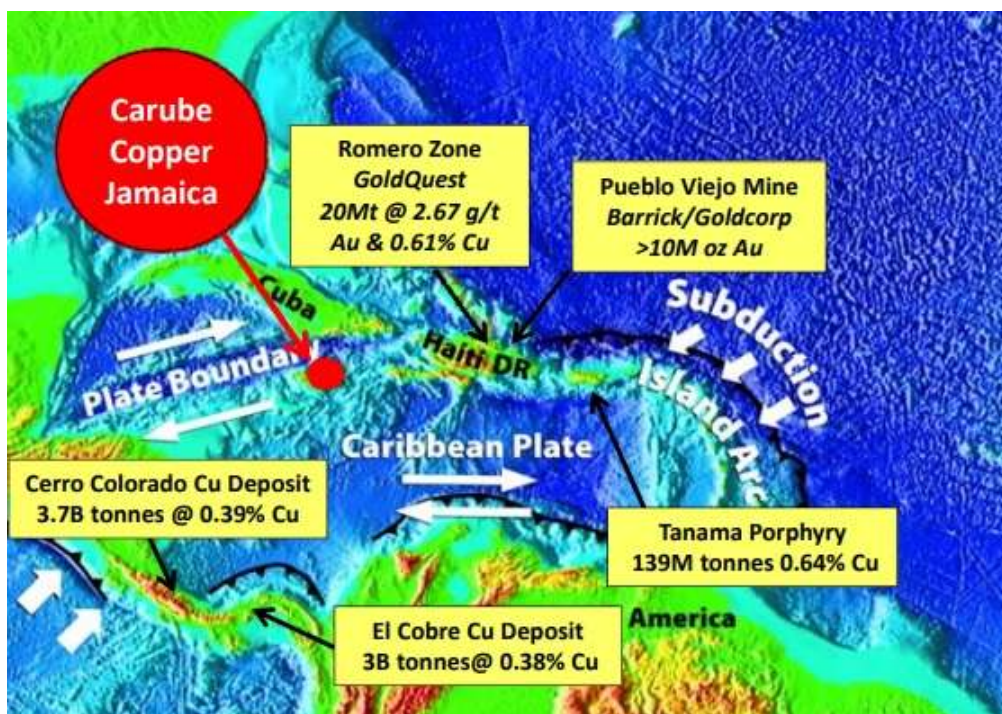 Carube
Copper
Jamaica
Romero Zone
GoldQuest
20Mt @ 2.67 g/t
Au & 0.61% Cu
Pueblo Viejo Mine
Barrick/Goldcorp
>10M oz Au
Cuba
Haiti DR
Subduction
Island Arc
Plate Boundary
Caribbean Plate
Cerro Colorado Cu Deposit
3.7B tonnes @ 0.39% Cu
Tanama Porphyry
139M tonnes 0.64% Cu
El Cobre Cu Deposit
3B tonnes@ 0.38% Cu
America